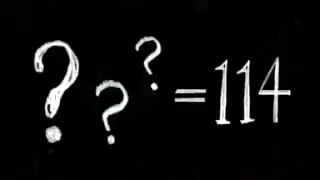 ? ? ? = 114